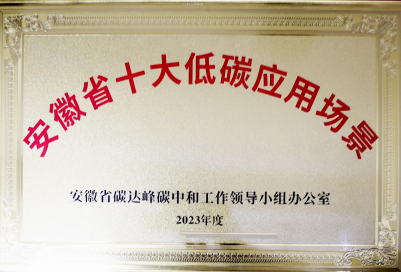 安徽省十大低碳应用场景
安徽省碳达峰碳中和工作领导小组办公室
2023年度